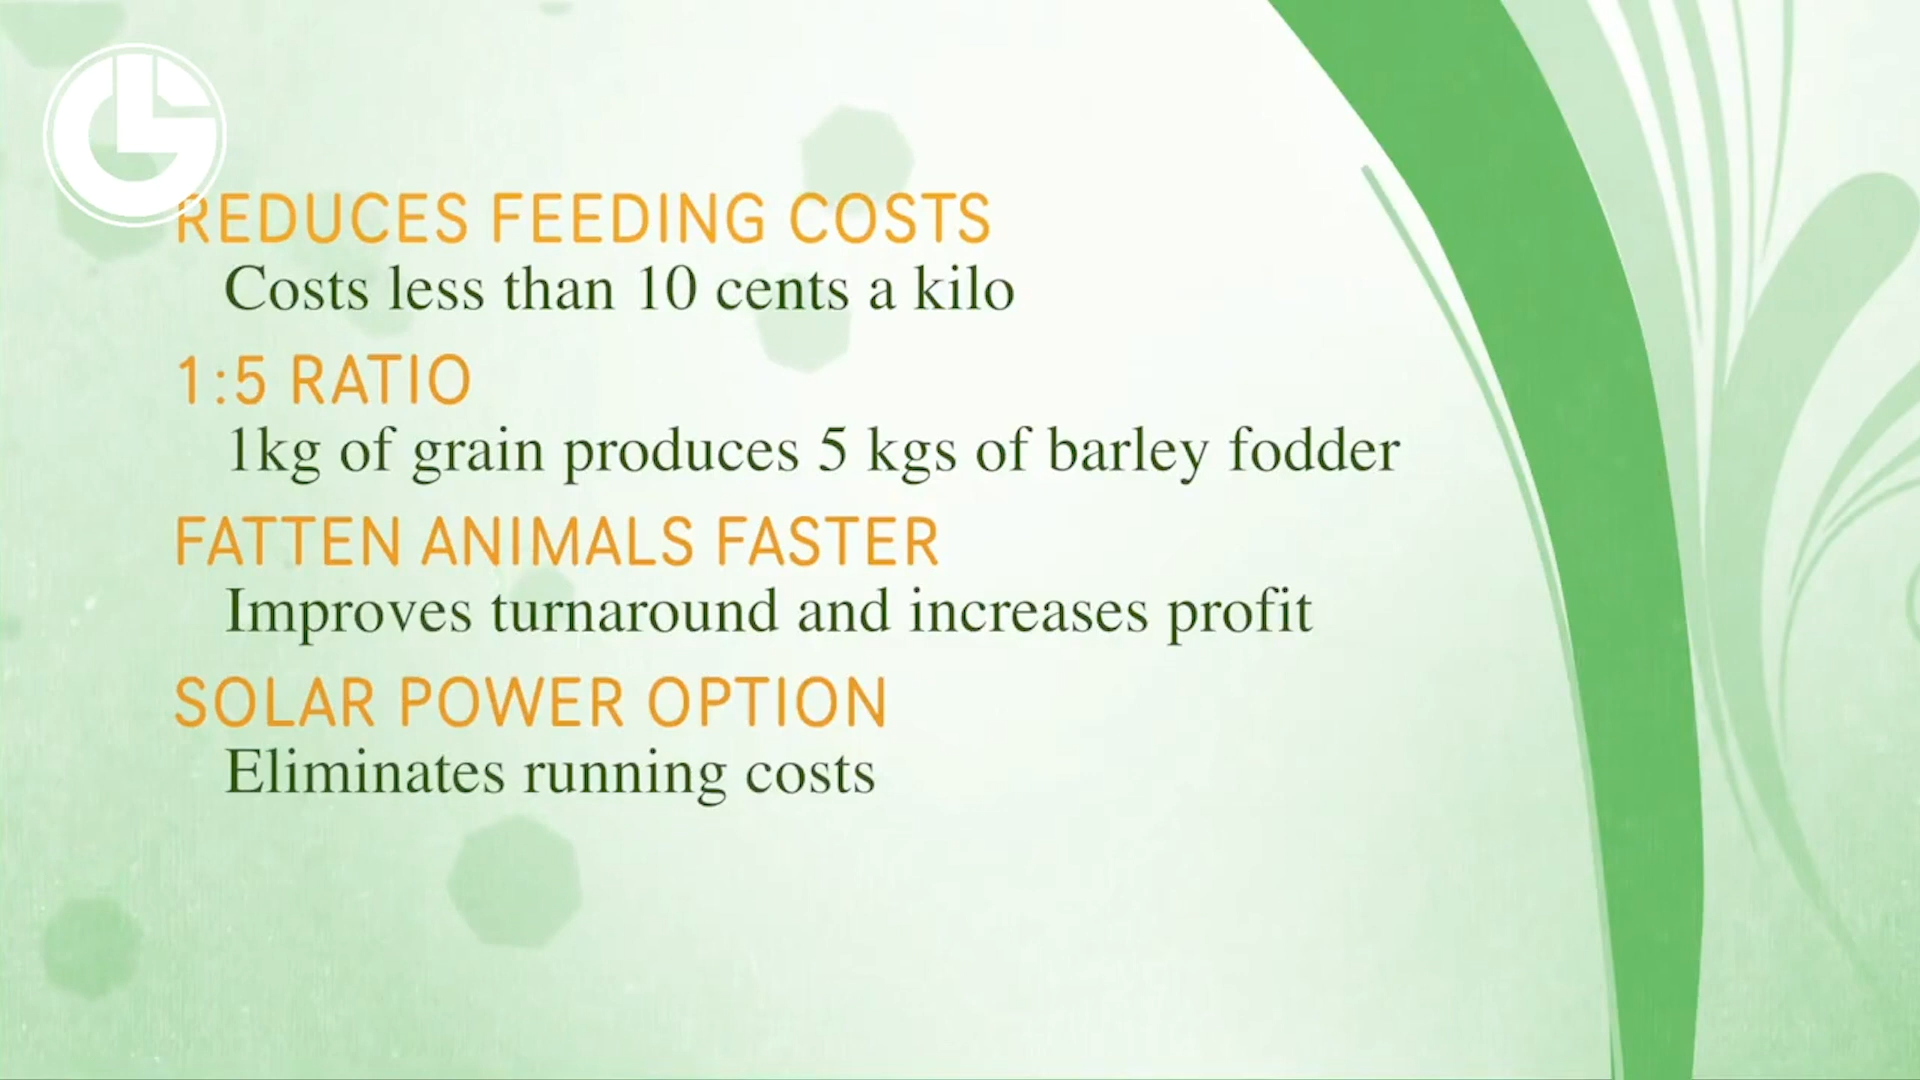 REDUCES FEEDING COSTS
Costs less than 10 cents a kilo
1:5 RATIO
1kg of grain produces 5 kgs of barley fodder
FATTEN ANIMALS FASTER
Improves turnaround and increases profit
SOLAR POWER OPTION
Eliminates running costs